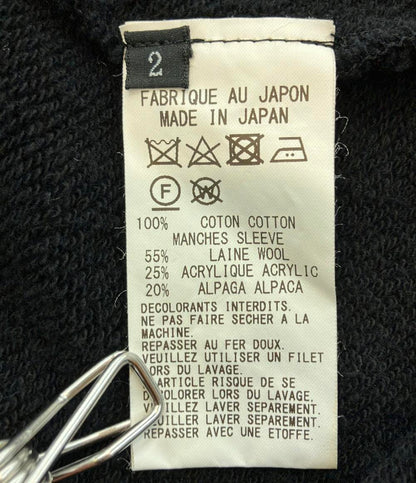 2
FABRIQUE AU JAPON
MADE IN JAPAN
F
W
100% COTON COTTON
MANCHES SLEEVE
55% LAINE WOOL
25% ACRYLIQUE ACRYLIC
20% ALPAGA ALPACA
DECOLORANTS INTERDITS.
NE PAS FAIRE SECHER A LA
MACHINE.
REPASSER AU FER DOUX.
VEUILLEZ UTILISER UN FILET
LORS DU LAVAGE.
ARTICLE RISQUE DE SE
DECOLORER LORS DU LAVAGE.
VEUILLEZ LAVER SEPAREMENT.
VEUILLEZ LAVER SEPAREMENT.
REPASSER AVEC UNE ETOFFE.